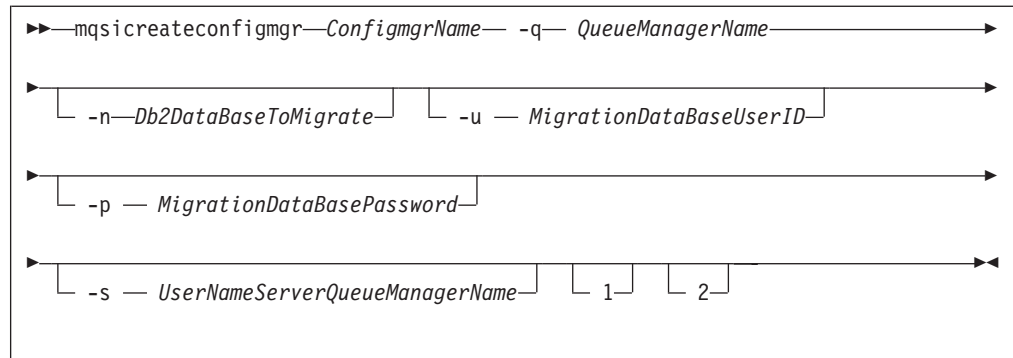 mqsicreateconfigmgr ConfigmgrName -q QueueManagerName
-n Db2DataBaseToMigrate -u MigrationDataBaseUserID
-p MigrationDataBasePassword
-s UserNameServerQueueManagerName 1 2